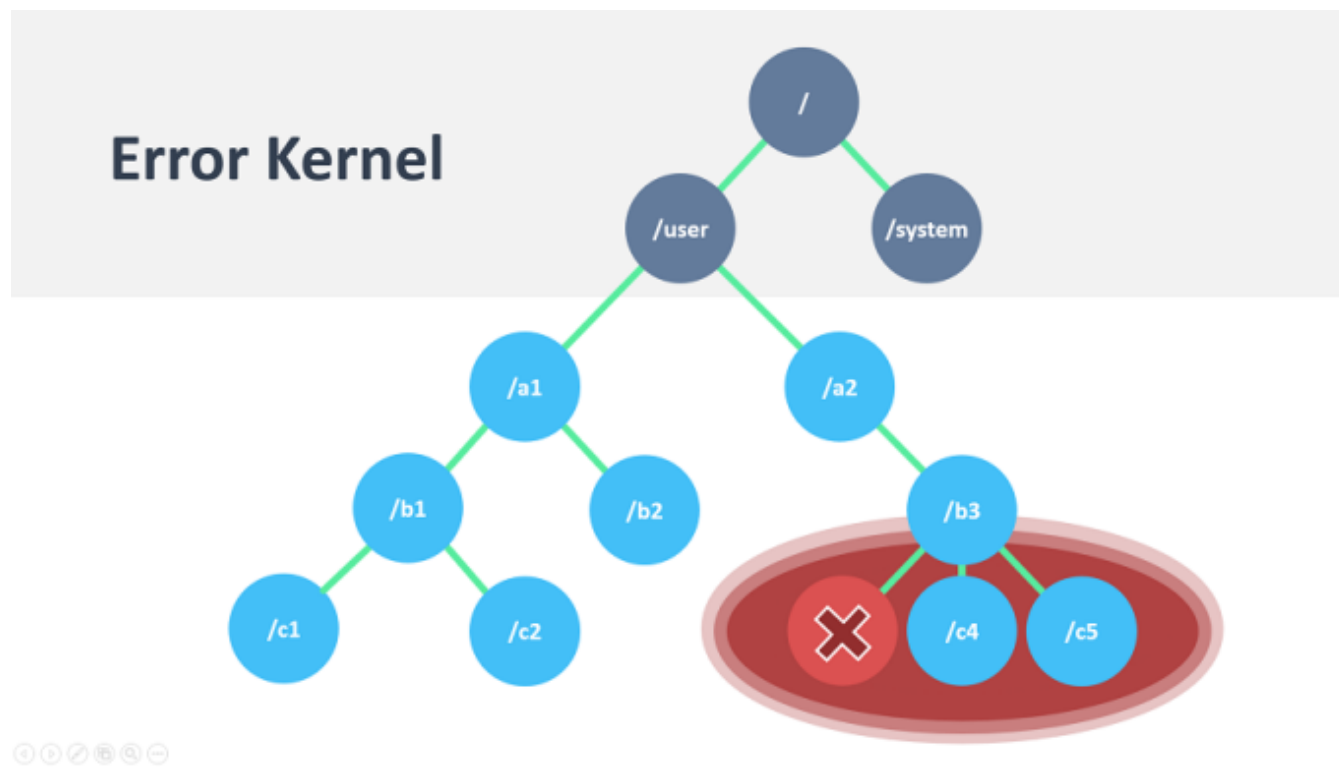 Error Kernel
/
/user
/system
/a1
/a2
/b1
/b2
/b3
/c1
/c2
/c4
/c5